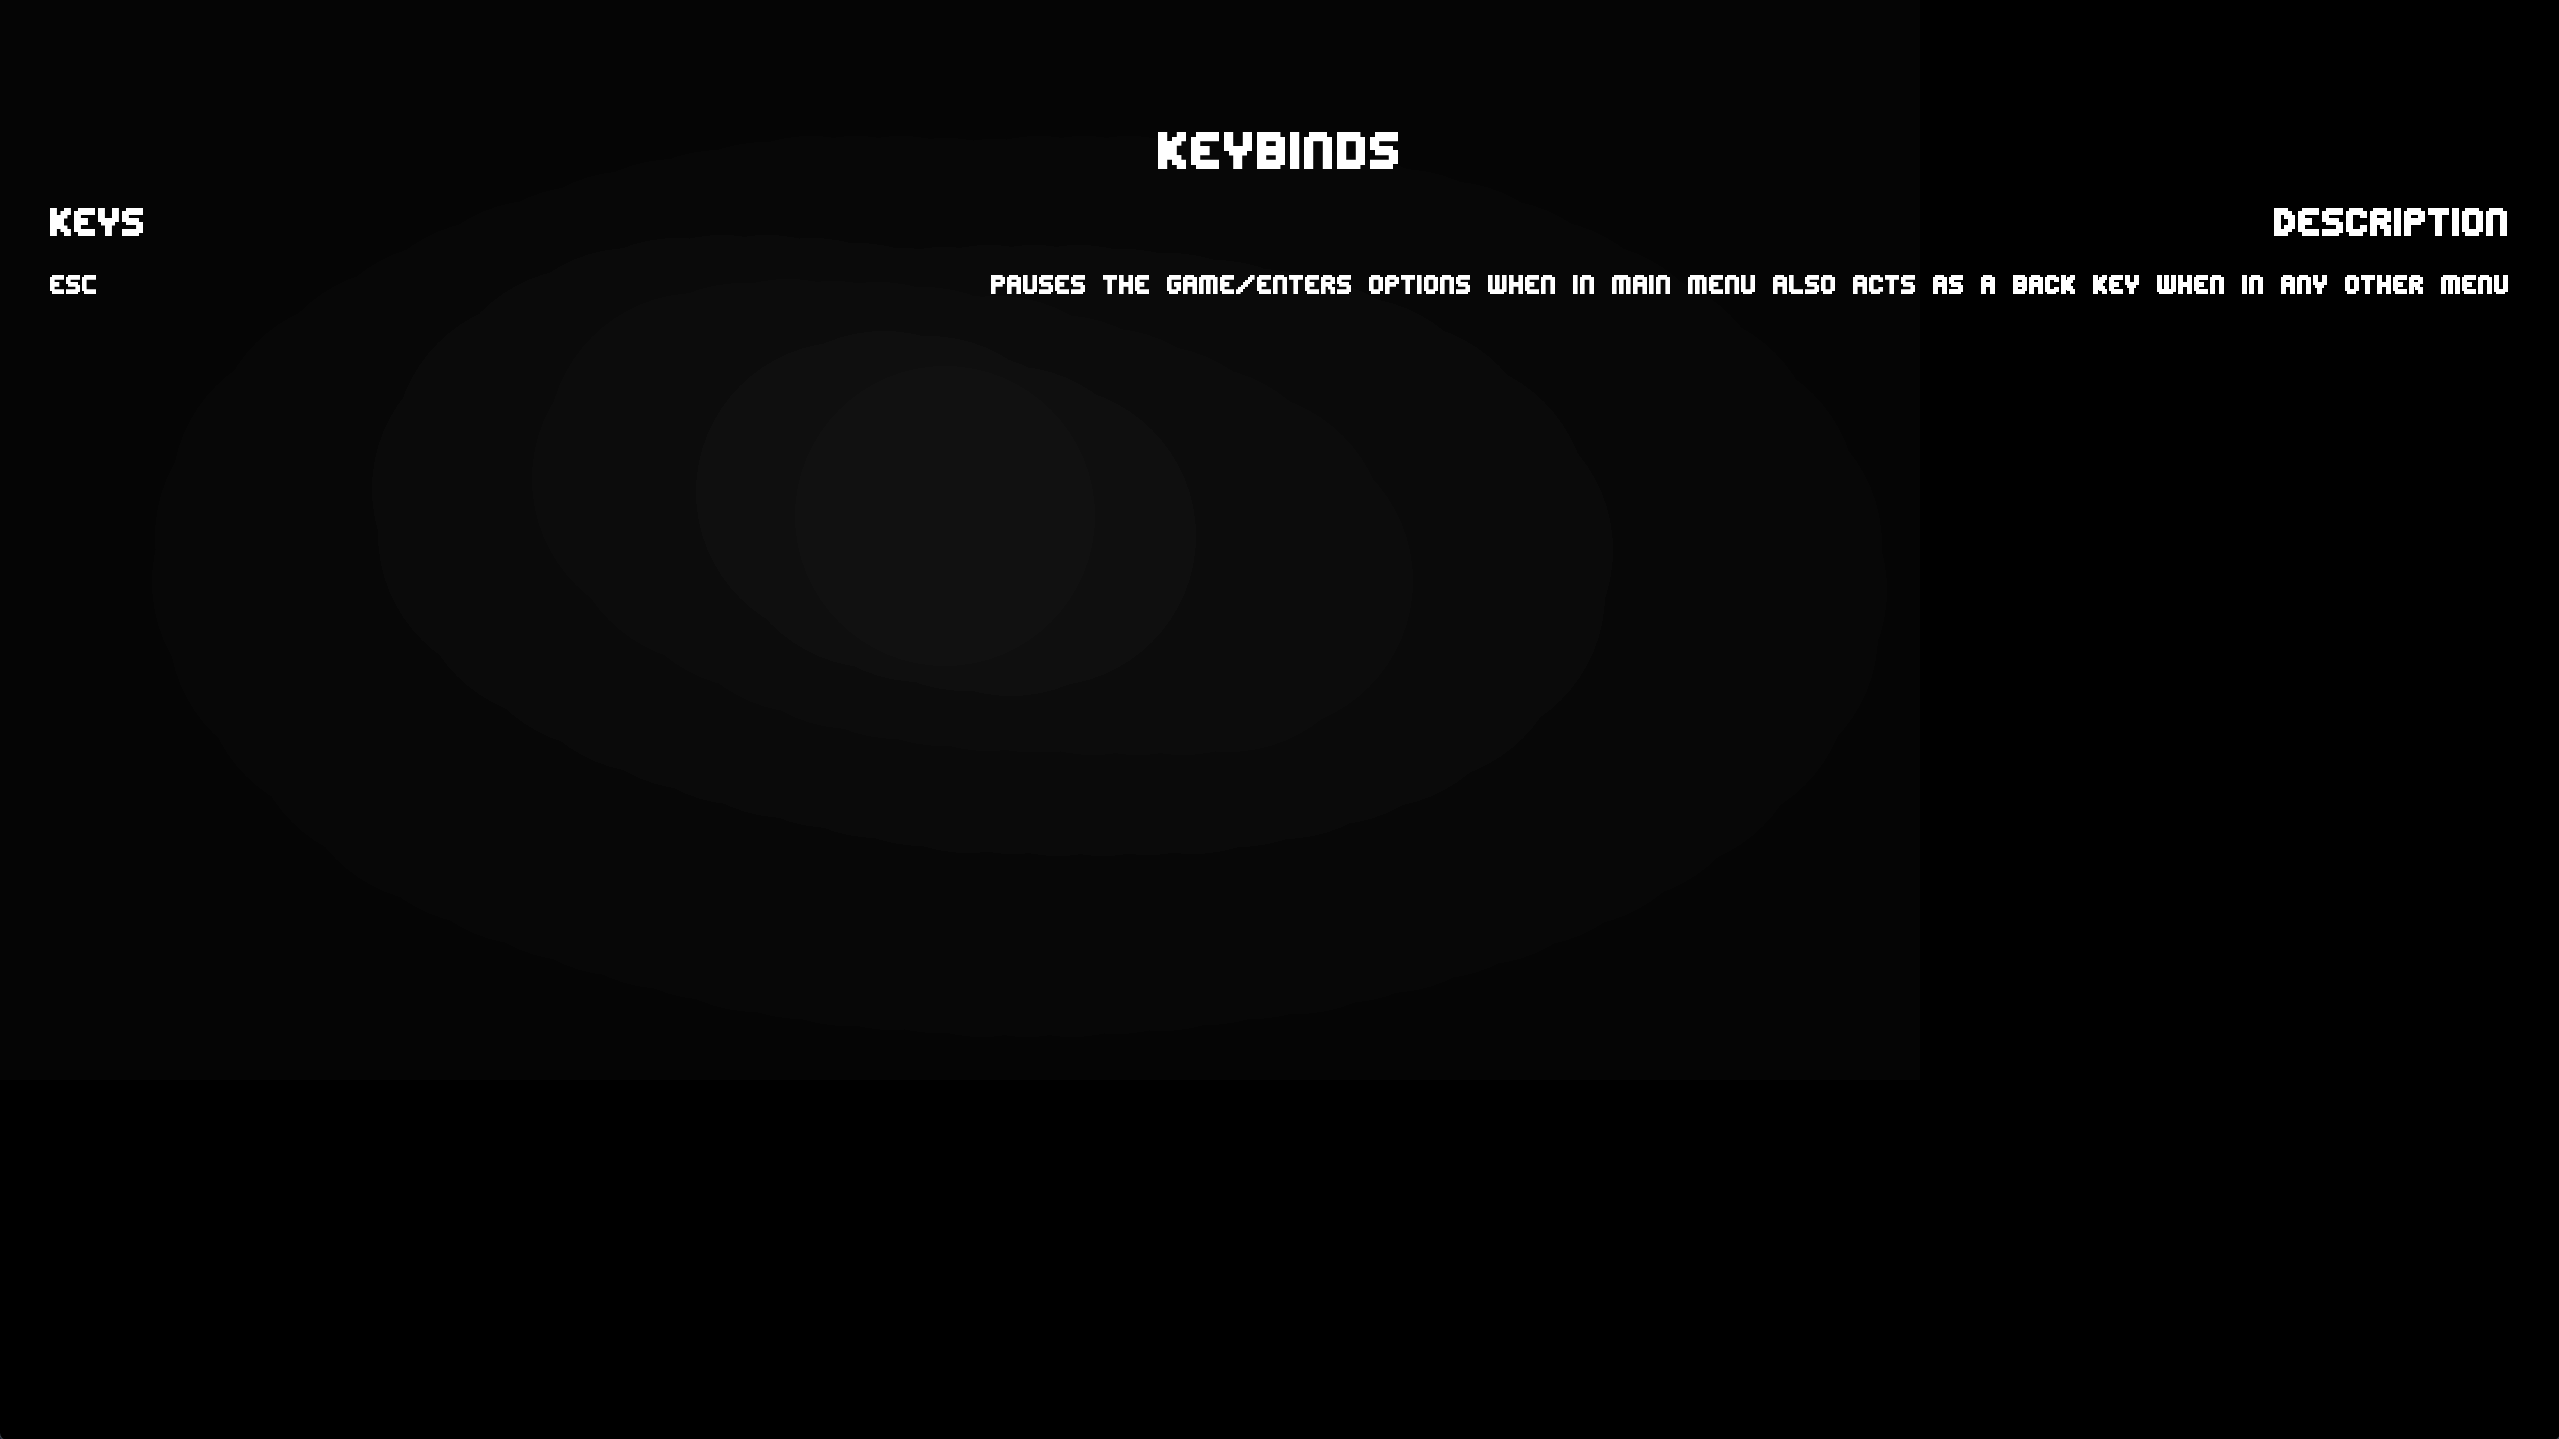 KEYBINDS
KEYS DESCRIPTION
ESC PAUSES THE GAME/ENTERS OPTIONS WHEN IN MAIN MENU ALSO ACTS AS A BACK KEY WHEN IN ANY OTHER MENU